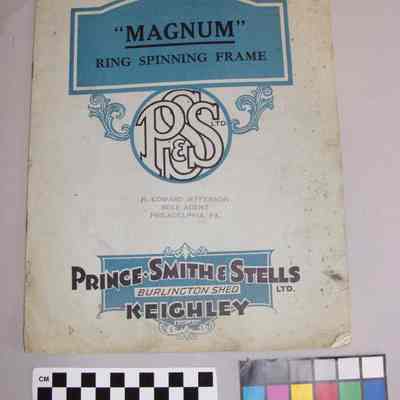 "MAGNUM"
RING SPINNING FRAME
PS&S LTD.
H. EDWARD JEFFERSON
SOLE AGENT
PHILADELPHIA, PA.
PRINCE-SMITH & STELLS LTD.
BURLINGTON SHED
KEIGHLEY
CM